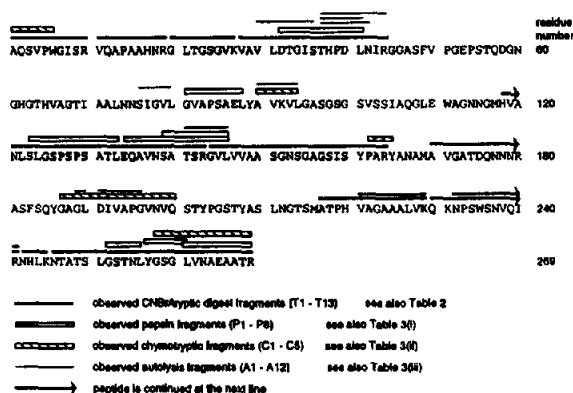 residue
number
AQSVPWGISR VQAPAAHNRG LTGSGVKVAV LDTGISTHPD LNIRGGASFV PGEPSTQDGN 60
GHGTHVAGTI AALNNSIGVL GVAPSAELYA VKVLGASGSG SVSSIAQGLE WAGNNGMHVA 120
NLSLGSPSPS ATLEQAVNSA TSRGVLVVAA SGNSGAGSIS YPARYANAMA VGATDQNNNR 180
ASFSQYGAGL DIVAPGVNVQ STYPGSTYAS LNGTSMATPH VAGAAALVKQ KNPSWSNVQI 240
RNHLKNTATS LGSTNLYGSG LVNAEAATR 269
observed CNBr/tryptic digest fragments (T1 - T13) see also Table 2
observed pepsin fragments (P1 - P8) see also Table 3(i)
observed chymotryptic fragments (C1 - C5) see also Table 3(ii)
observed autolysis fragments (A1 - A12) see also Table 3(iii)
peptide is continued at the next line